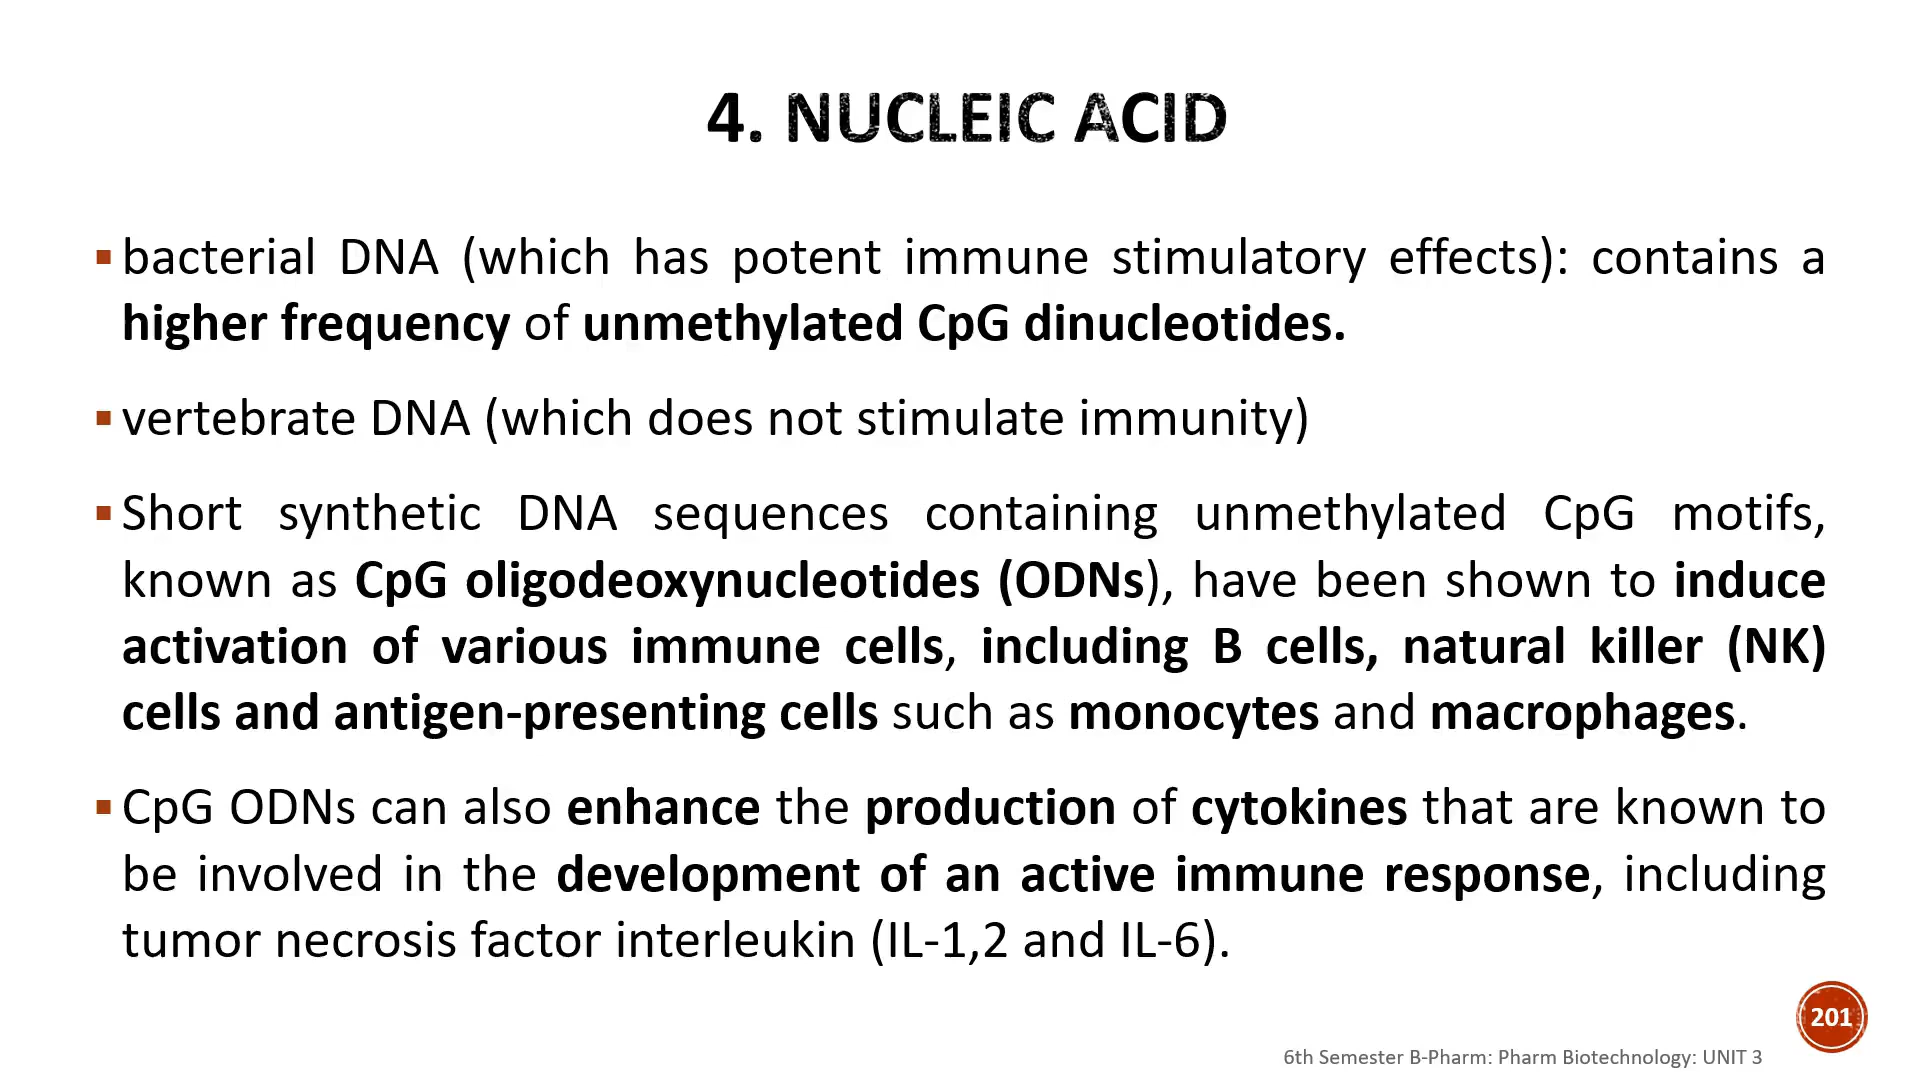 4. NUCLEIC ACID
▪bacterial DNA (which has potent immune stimulatory effects): contains a
higher frequency of unmethylated CpG dinucleotides.
▪vertebrate DNA (which does not stimulate immunity)
▪Short synthetic DNA sequences containing unmethylated CpG motifs,
known as CpG oligodeoxynucleotides (ODNs), have been shown to induce
activation of various immune cells, including B cells, natural killer (NK)
cells and antigen-presenting cells such as monocytes and macrophages.
▪CpG ODNs can also enhance the production of cytokines that are known to
be involved in the development of an active immune response, including
tumor necrosis factor interleukin (IL-1,2 and IL-6).
201
6th Semester B-Pharm: Pharm Biotechnology: UNIT 3